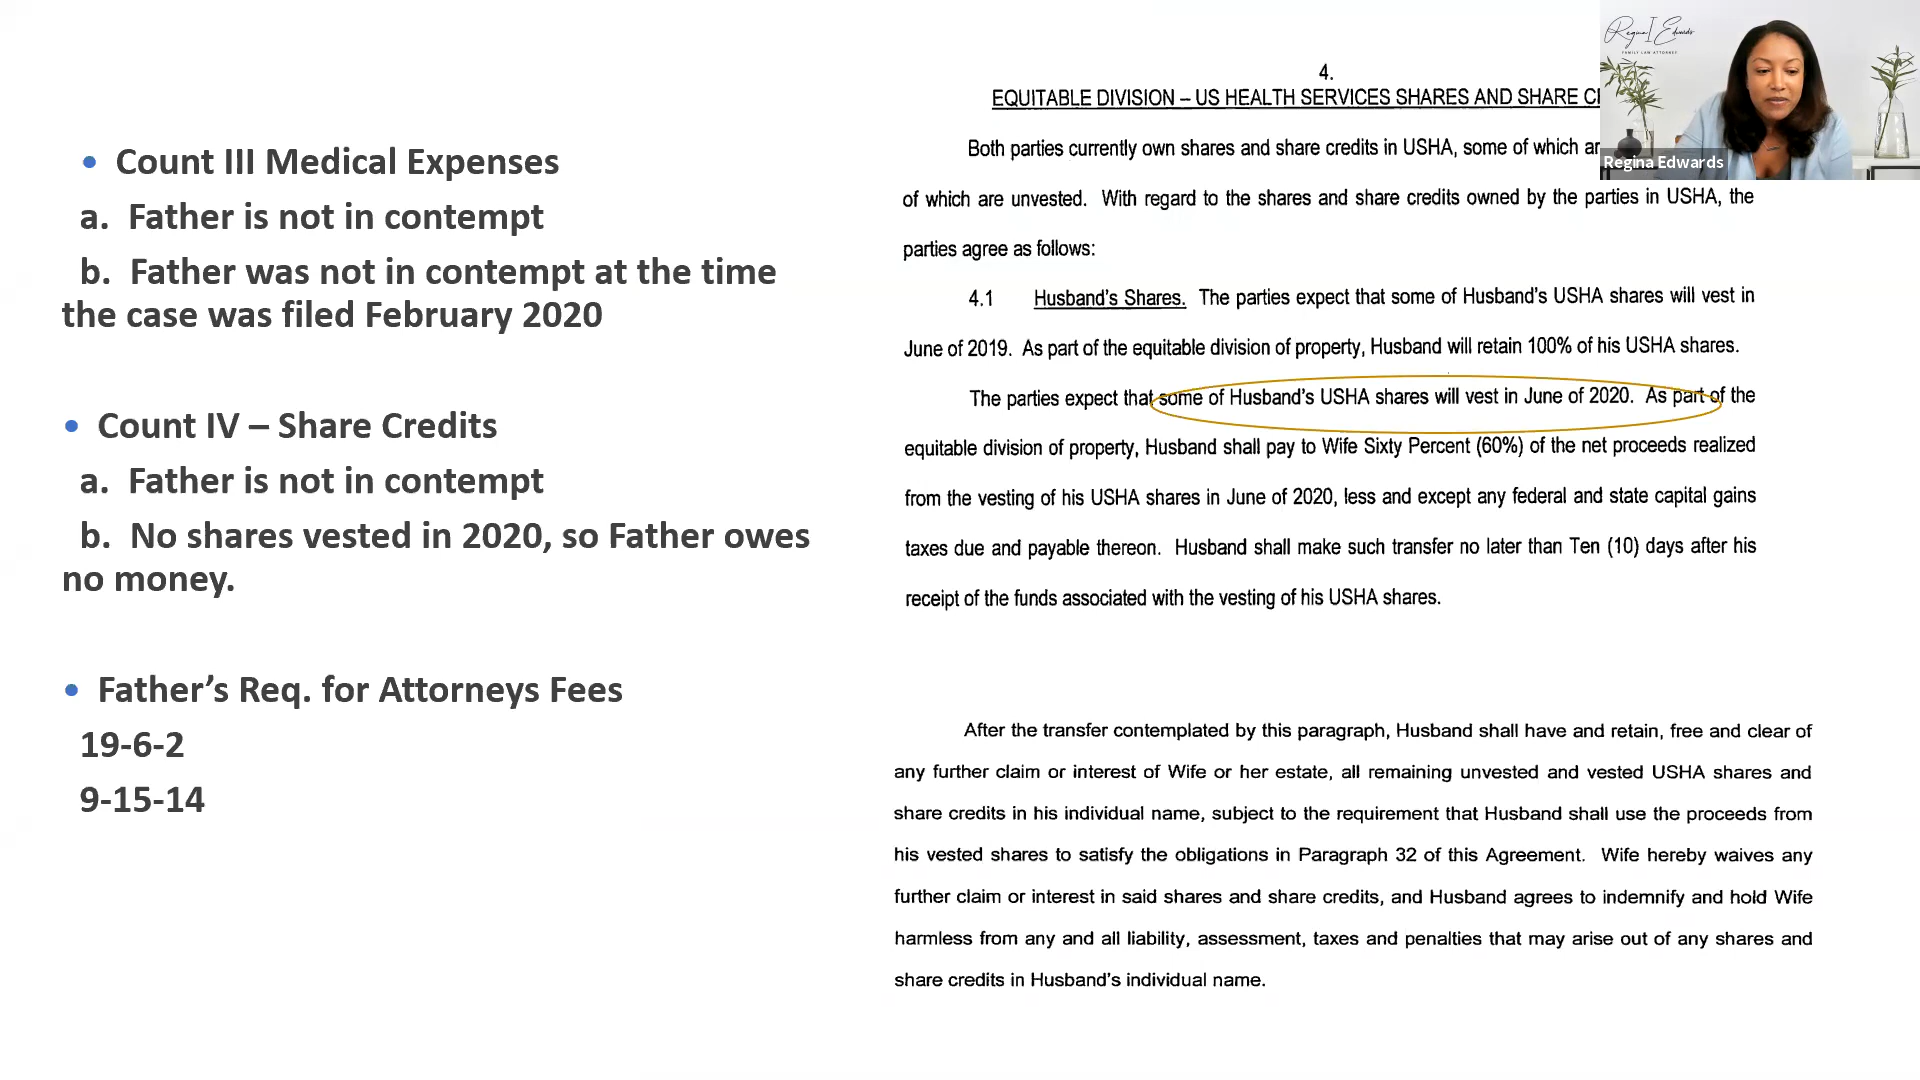 • Count III Medical Expenses
a. Father is not in contempt
b. Father was not in contempt at the time
the case was filed February 2020
• Count IV – Share Credits
a. Father is not in contempt
b. No shares vested in 2020, so Father owes
no money.
• Father's Req. for Attorneys Fees
19-6-2
9-15-14
4.
EQUITABLE DIVISION – US HEALTH SERVICES SHARES AND SHARE
Both parties currently own shares and share credits in USHA, some of which
of which are unvested. With regard to the shares and share credits owned by the parties in USHA, the
parties agree as follows:
4.1 Husband's Shares. The parties expect that some of Husband's USHA shares will vest in
June of 2019. As part of the equitable division of property, Husband will retain 100% of his USHA shares.
The parties expect that some of Husband's USHA shares will vest in June of 2020. As part of the
equitable division of property, Husband shall pay to Wife Sixty Percent (60%) of the net proceeds realized
from the vesting of his USHA shares in June of 2020, less and except any federal and state capital gains
taxes due and payable thereon. Husband shall make such transfer no later than Ten (10) days after his
receipt of the funds associated with the vesting of his USHA shares.
After the transfer contemplated by this paragraph, Husband shall have and retain, free and clear of
any further claim or interest of Wife or her estate, all remaining unvested and vested USHA shares and
share credits in his individual name, subject to the requirement that Husband shall use the proceeds from
his vested shares to satisfy the obligations in Paragraph 32 of this Agreement. Wife hereby waives any
further claim or interest in said shares and share credits, and Husband agrees to indemnify and hold Wife
harmless from any and all liability, assessment, taxes and penalties that may arise out of any shares and
share credits in Husband's individual name.
Regina I Edwards
FAMILY LAW ATTORNEY
Regina Edwards